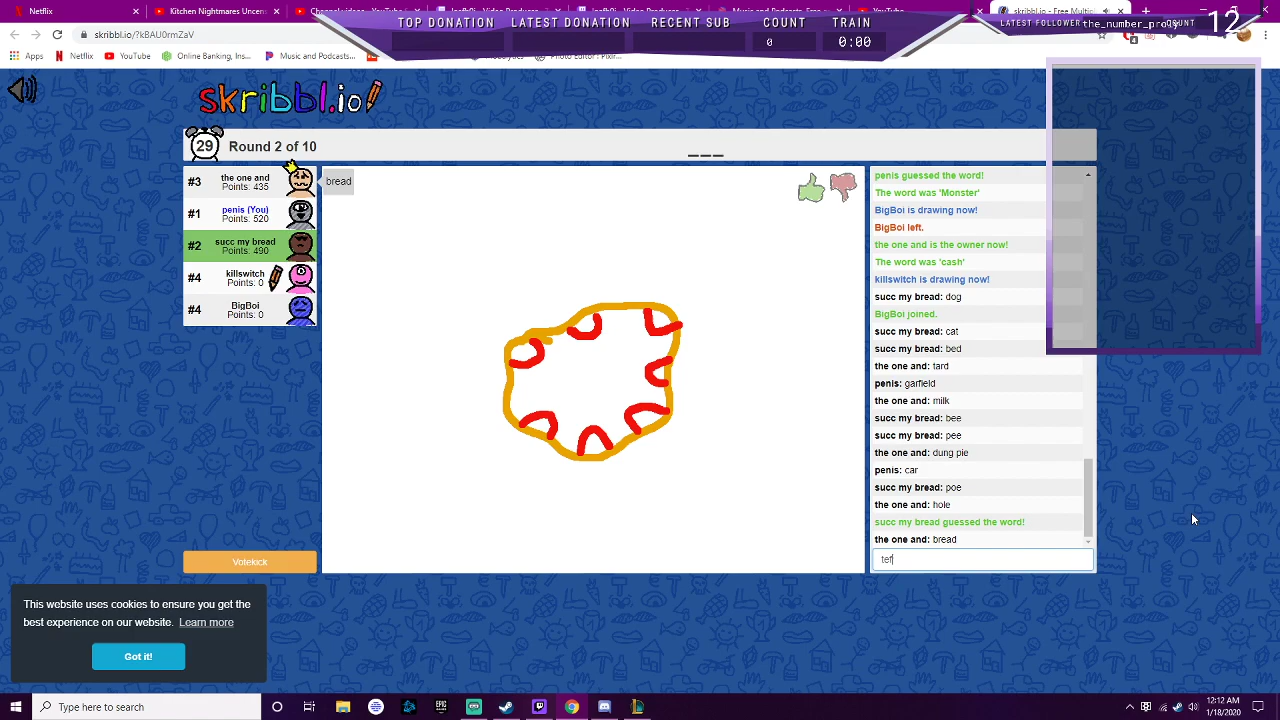 TOP DONATION LATEST DONATION RECENT SUB COUNT TRAIN
0 0:00
LATEST FOLLOWER COUNT
12
Netflix
YouTube
skribbl.io - Free Multi
skribbl.io/?kBAU0rmZaV
Apps Netflix YouTube Online Banking, Ins... Music and Podcasts...
skribbl.io
29 Round 2 of 10
_ _ _
#3 the one and
Points: 435
#1 penis (You)
Points: 520
#2 succ my bread
Points: 490
#4 killswitch
Points: 0
#4 BigBoi
Points: 0
bread
penis guessed the word!
The word was 'Monster'
BigBoi is drawing now!
BigBoi left.
the one and is the owner now!
The word was 'cash'
killswitch is drawing now!
succ my bread: dog
BigBoi joined.
succ my bread: cat
succ my bread: bed
the one and: tard
penis: garfield
the one and: milk
succ my bread: bee
succ my bread: pee
the one and: dung pie
penis: car
succ my bread: poe
the one and: hole
succ my bread guessed the word!
the one and: bread
tef
Votekick
This website uses cookies to ensure you get the
best experience on our website. Learn more
Got it!
Type here to search
EPIC
12:12 AM
1/18/2020